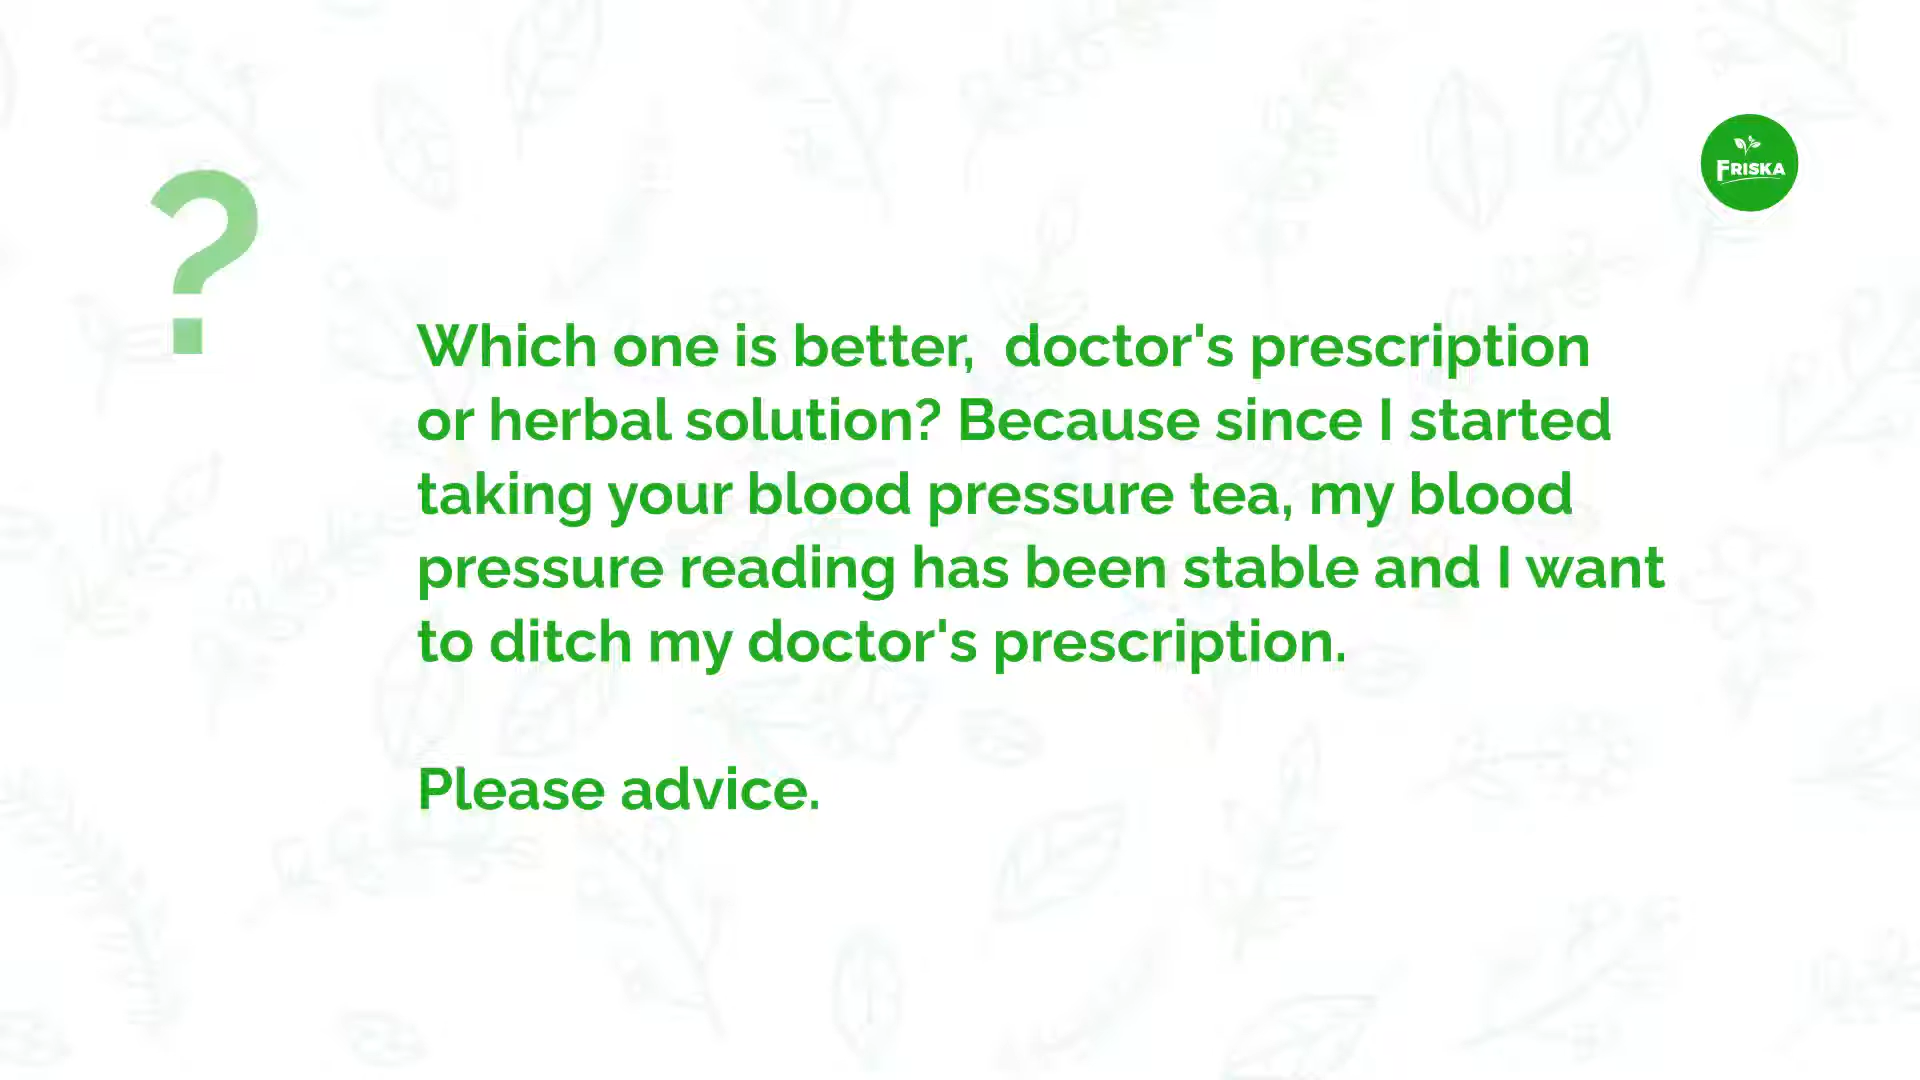 ?
FRISKA
Which one is better,  doctor's prescription
or herbal solution? Because since I started
taking your blood pressure tea, my blood
pressure reading has been stable and I want
to ditch my doctor's prescription.
Please advice.